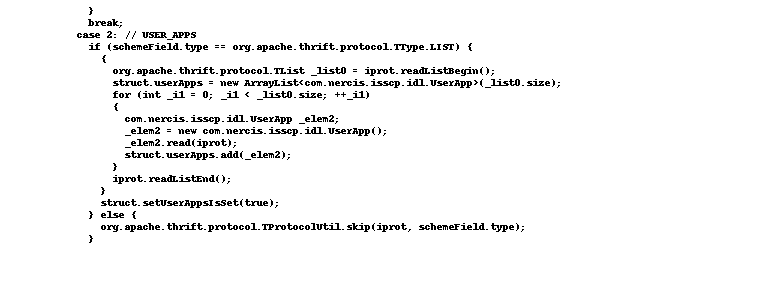 }
break;
case 2: // USER_APPS
if (schemeField.type == org.apache.thrift.protocol.TType.LIST) {
{
org.apache.thrift.protocol.TList _list0 = iprot.readListBegin();
struct.userApps = new ArrayList<com.nercis.isscp.idl.UserApp>(_list0.size);
for (int _i1 = 0; _i1 < _list0.size; ++_i1)
{
com.nercis.isscp.idl.UserApp _elem2;
_elem2 = new com.nercis.isscp.idl.UserApp();
_elem2.read(iprot);
struct.userApps.add(_elem2);
}
iprot.readListEnd();
}
struct.setUserAppsIsSet(true);
} else {
org.apache.thrift.protocol.TProtocolUtil.skip(iprot, schemeField.type);
}